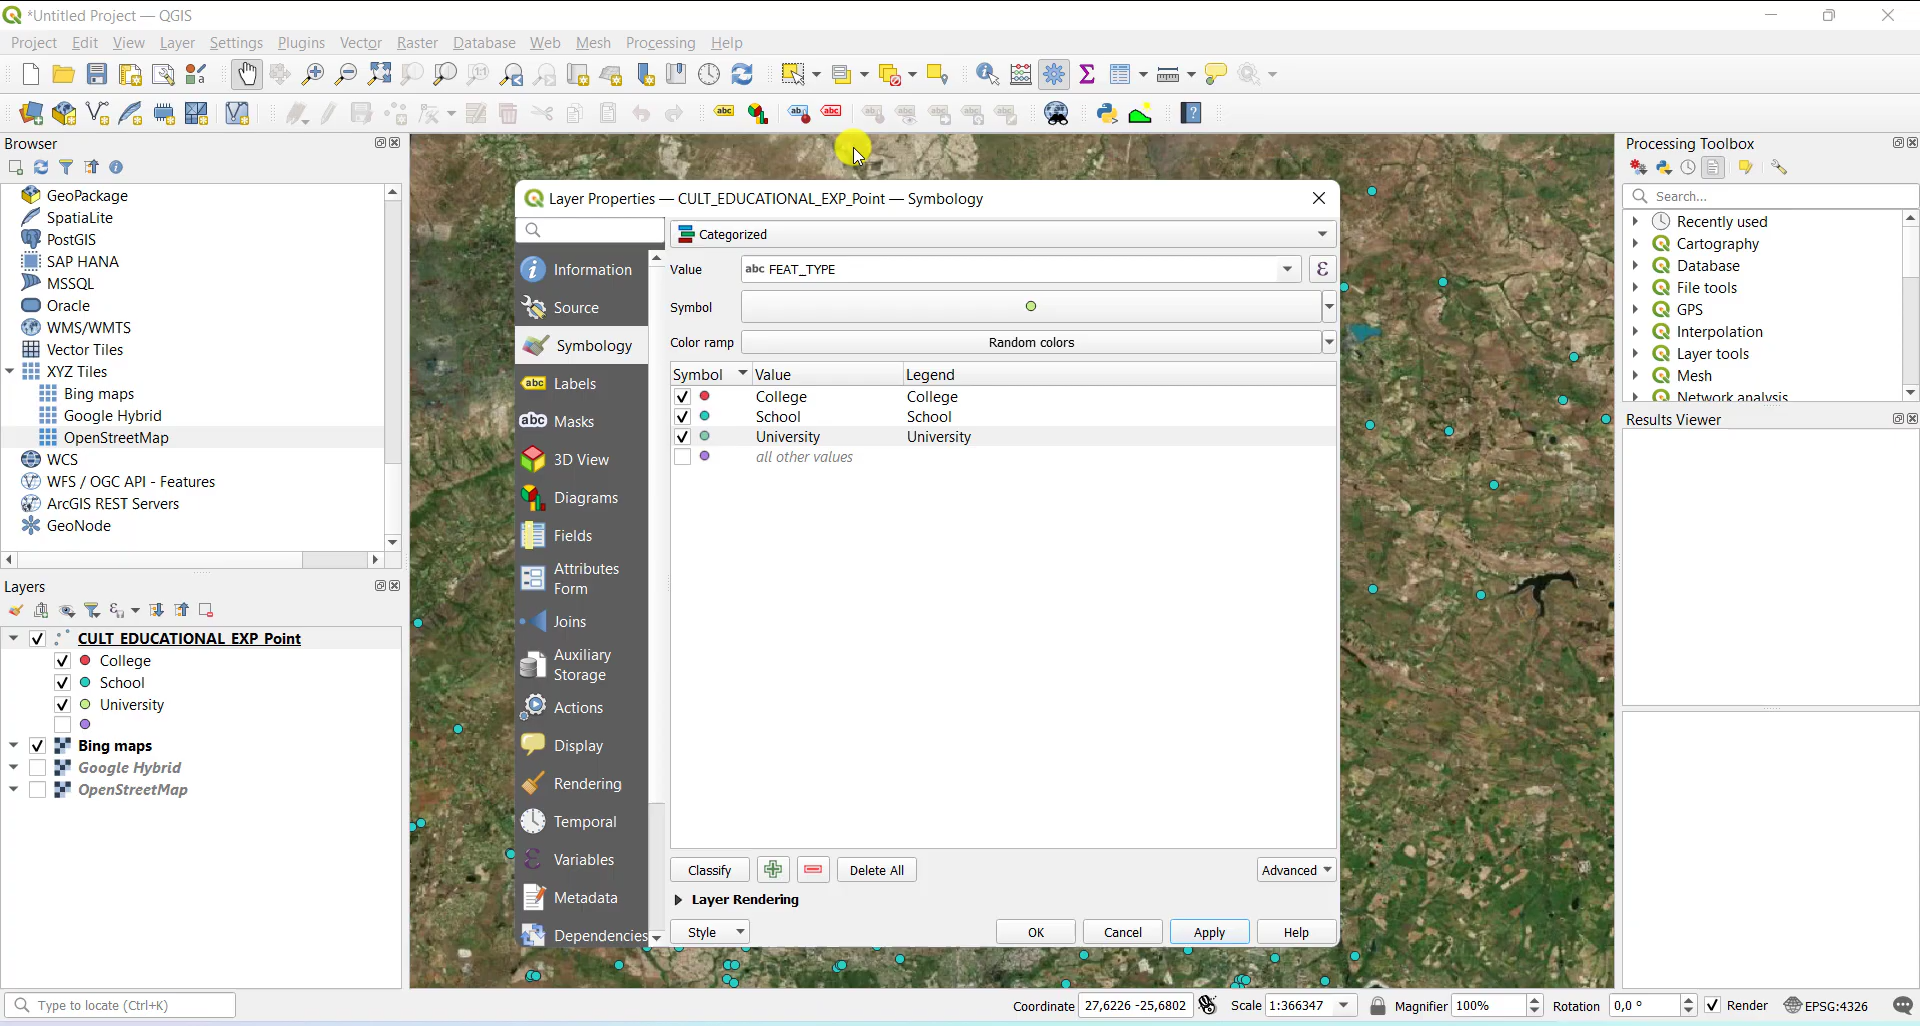 *Untitled Project — QGIS
Project Edit View Layer Settings Plugins Vector Raster Database Web Mesh Processing Help
Browser
GeoPackage
SpatiaLite
PostGIS
SAP HANA
MSSQL
Oracle
WMS/WMTS
Vector Tiles
XYZ Tiles
Bing maps
Google Hybrid
OpenStreetMap
WCS
WFS / OGC API - Features
ArcGIS REST Servers
GeoNode
Layers
CULT EDUCATIONAL EXP Point
College
School
University
Bing maps
Google Hybrid
OpenStreetMap
Layer Properties — CULT_EDUCATIONAL_EXP_Point — Symbology
Information
Source
Symbology
abc Labels
abc Masks
3D View
Diagrams
Fields
Attributes
Form
Joins
Auxiliary
Storage
Actions
Display
Rendering
Temporal
Variables
Metadata
Dependencies
Categorized
Value abc FEAT_TYPE ε
Symbol
Color ramp Random colors
Symbol Value Legend
College College
School School
University University
all other values
Classify Delete All Advanced
Layer Rendering
Style OK Cancel Apply Help
Processing Toolbox
Search...
Recently used
Cartography
Database
File tools
GPS
Interpolation
Layer tools
Mesh
Network analysis
Results Viewer
Type to locate (Ctrl+K) Coordinate 27,6226 -25,6802 Scale 1:366347 Magnifier 100% Rotation 0,0 ° Render EPSG:4326